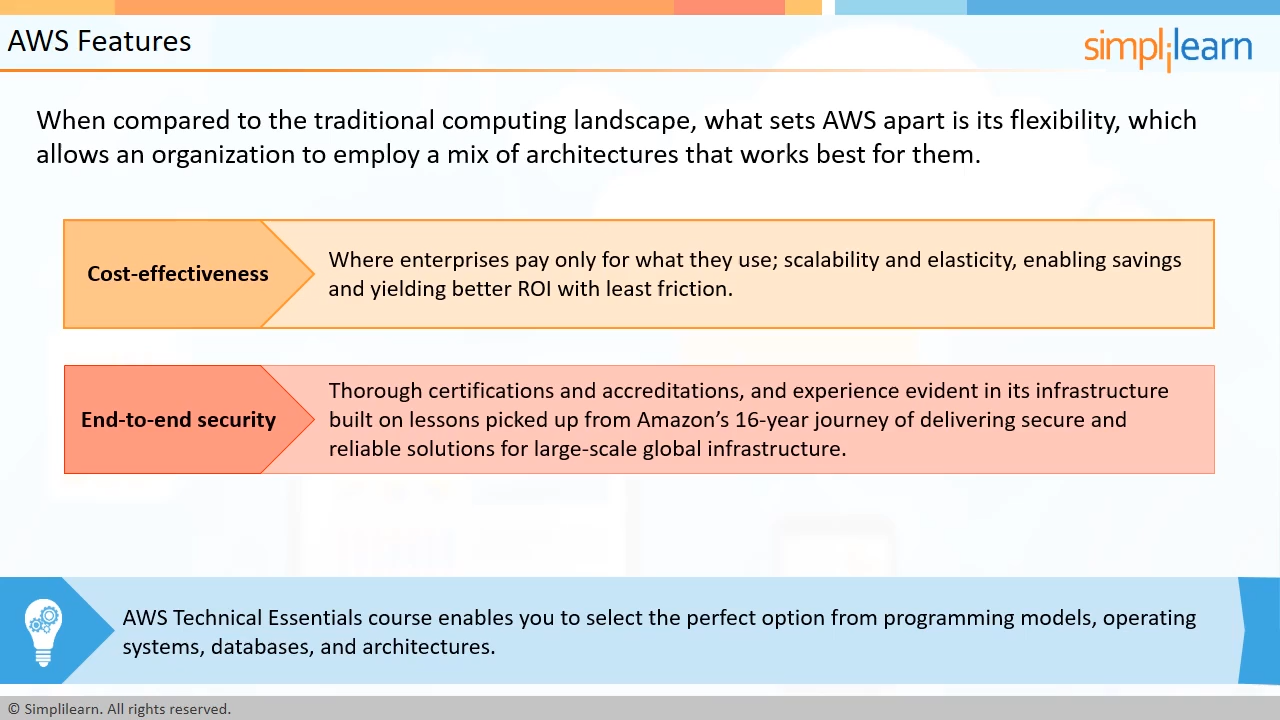 AWS Features
simplilearn
When compared to the traditional computing landscape, what sets AWS apart is its flexibility, which
allows an organization to employ a mix of architectures that works best for them.
Cost-effectiveness
Where enterprises pay only for what they use; scalability and elasticity, enabling savings
and yielding better ROI with least friction.
End-to-end security
Thorough certifications and accreditations, and experience evident in its infrastructure
built on lessons picked up from Amazon’s 16-year journey of delivering secure and
reliable solutions for large-scale global infrastructure.
AWS Technical Essentials course enables you to select the perfect option from programming models, operating
systems, databases, and architectures.
© Simplilearn. All rights reserved.